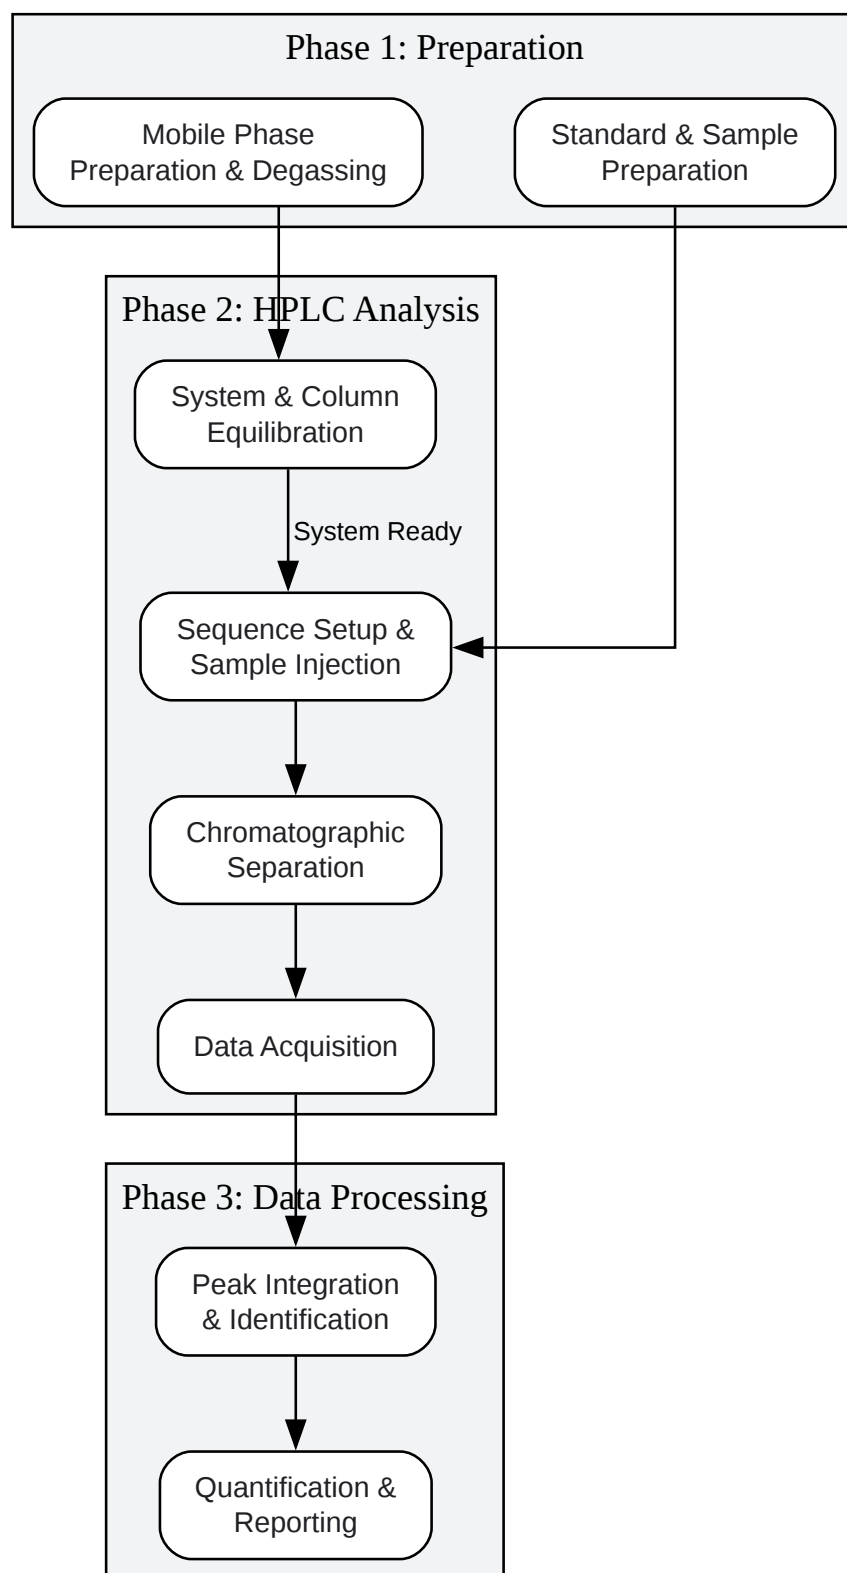 Phase 1: Preparation
Mobile Phase
Preparation & Degassing
Standard & Sample
Preparation
Phase 2: HPLC Analysis
System & Column
Equilibration
System Ready
Sequence Setup &
Sample Injection
Chromatographic
Separation
Data Acquisition
Phase 3: Data Processing
Peak Integration
& Identification
Quantification &
Reporting